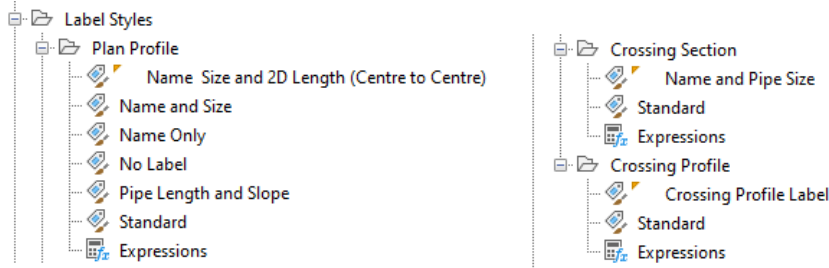 Label Styles
Plan Profile
Name Size and 2D Length (Centre to Centre)
Name and Size
Name Only
No Label
Pipe Length and Slope
Standard
Expressions
Crossing Section
Name and Pipe Size
Standard
Expressions
Crossing Profile
Crossing Profile Label
Standard
Expressions